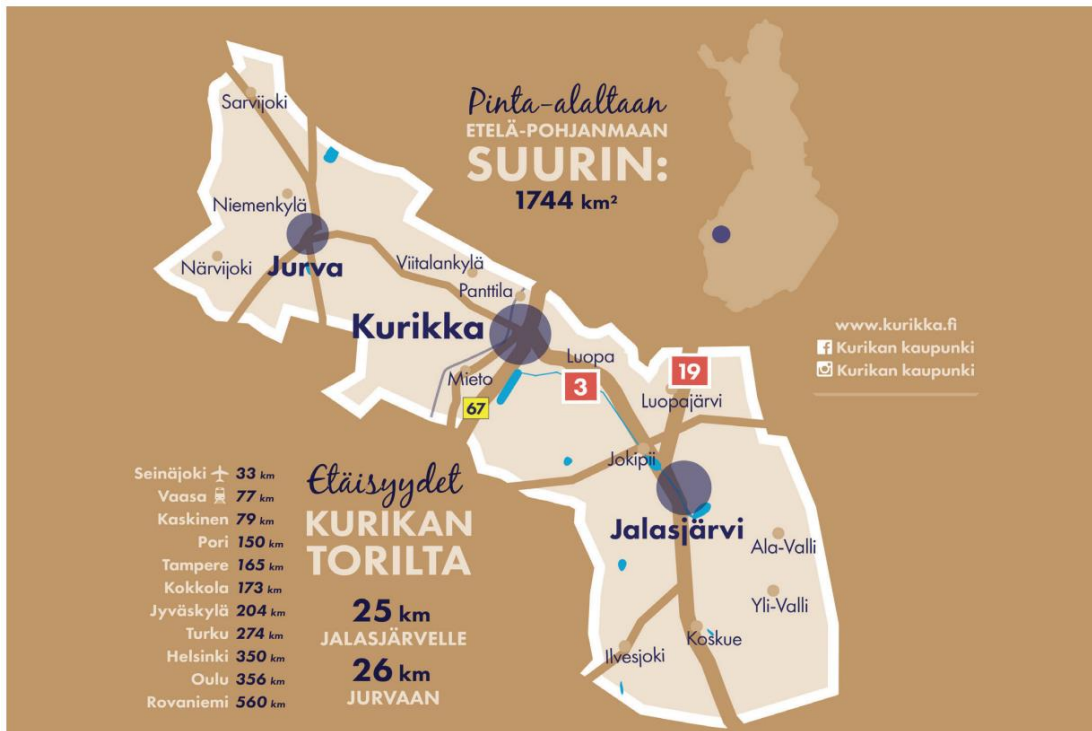 Pinta-alaltaan
ETELÄ-POHJANMAAN
SUURIN:
1744 km²
Sarvijoki
Niemenkylä
Närvijoki
Jurva
Viitalankylä
Panttila
Kurikka
Luopa
Mieto
3
19
67
Luopajärvi
Jokipii
Jalasjärvi
Ala-Valli
Yli-Valli
Koskue
Ilvesjoki
www.kurikka.fi
Kurikan kaupunki
Kurikan kaupunki
Seinäjoki 33 km
Vaasa 77 km
Kaskinen 79 km
Pori 150 km
Tampere 165 km
Kokkola 173 km
Jyväskylä 204 km
Turku 274 km
Helsinki 350 km
Oulu 356 km
Rovaniemi 560 km
Etäisyydet
KURIKAN
TORILTA
25 km
JALASJÄRVELLE
26 km
JURVAAN